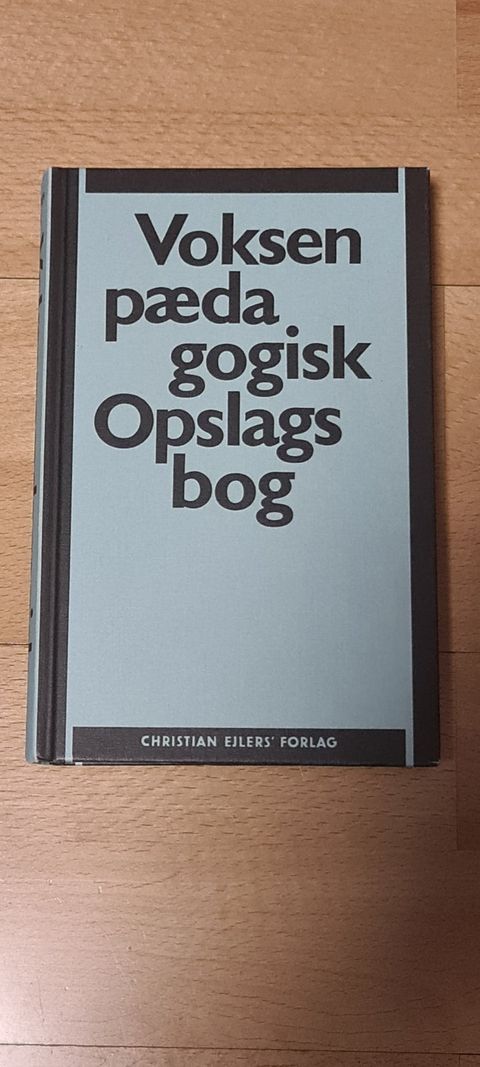 Voksen
pæda
gogisk
Opslags
bog
CHRISTIAN EJLERS' FORLAG